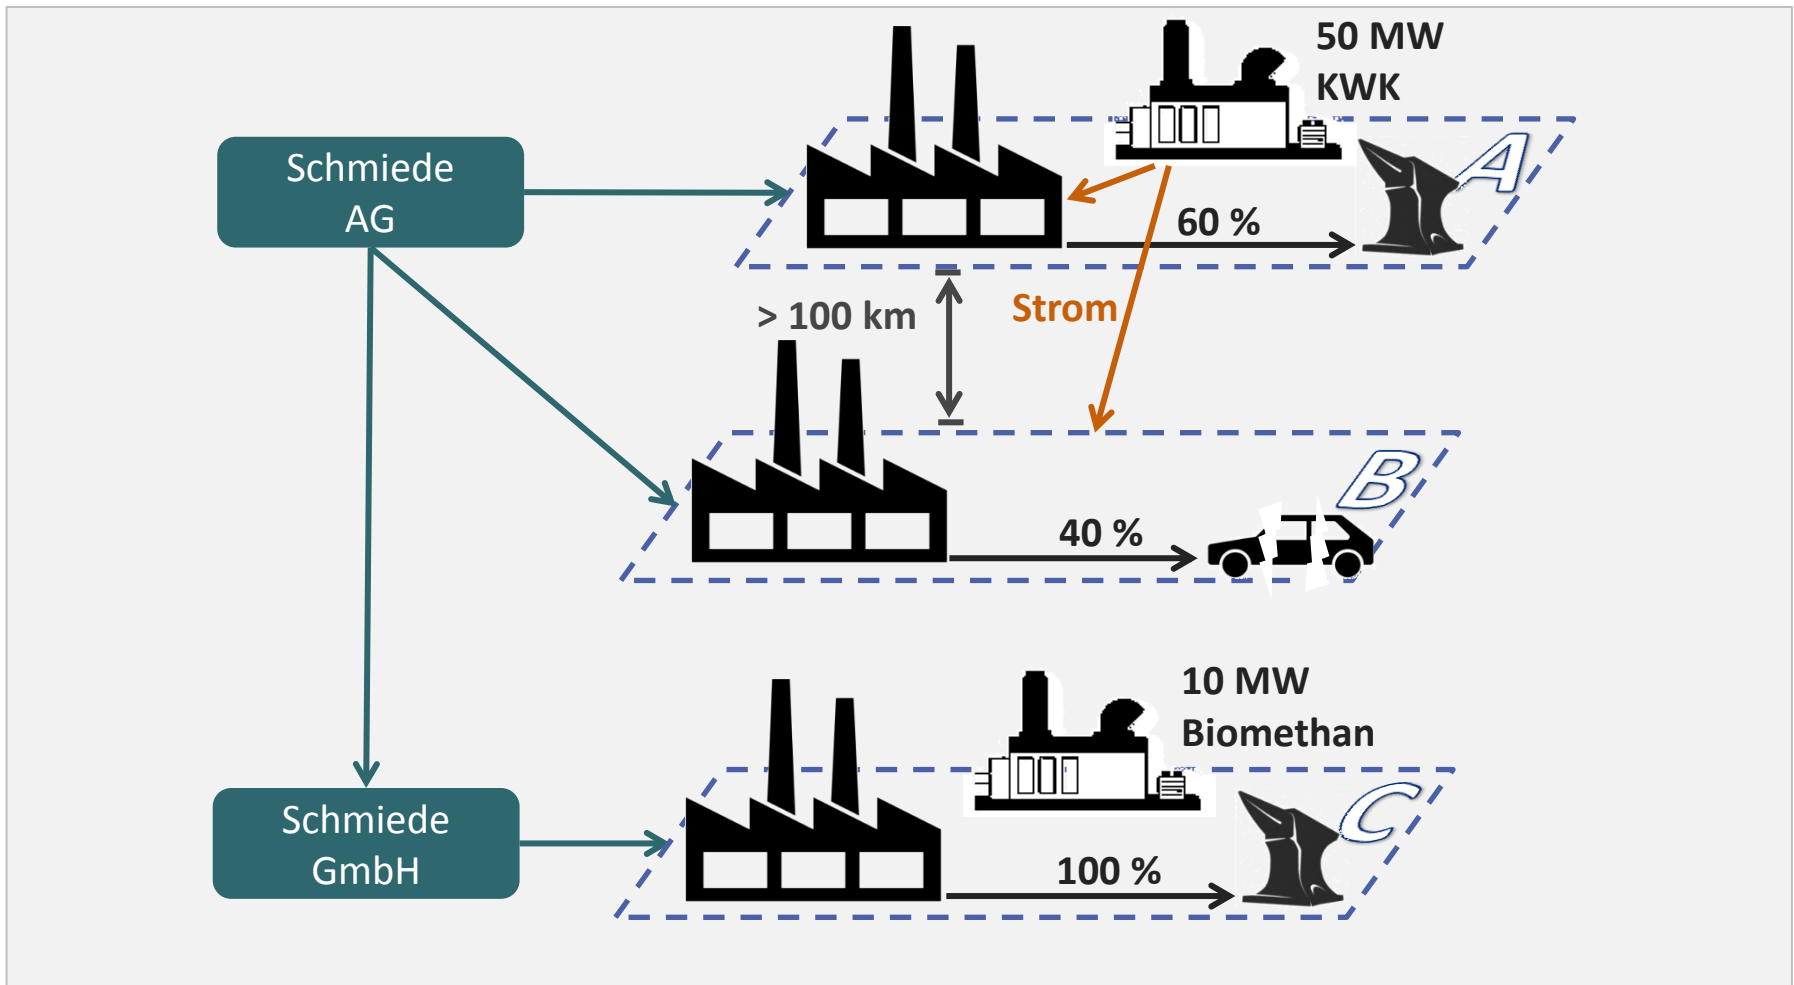 50 MW
KWK
Schmiede
AG
A
60 %
> 100 km
Strom
B
40 %
10 MW
Biomethan
Schmiede
GmbH
C
100 %